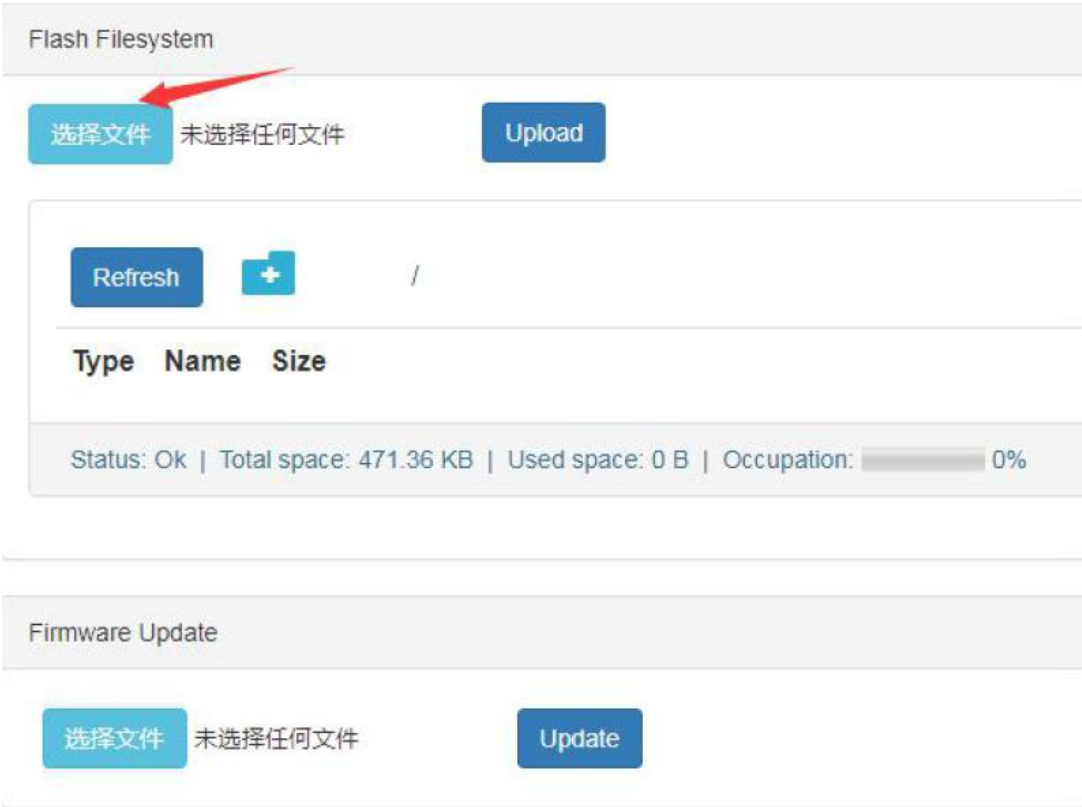 Flash Filesystem
选择文件 未选择任何文件 Upload
Refresh /
Type Name Size
Status: Ok | Total space: 471.36 KB | Used space: 0 B | Occupation: 0%
Firmware Update
选择文件 未选择任何文件 Update